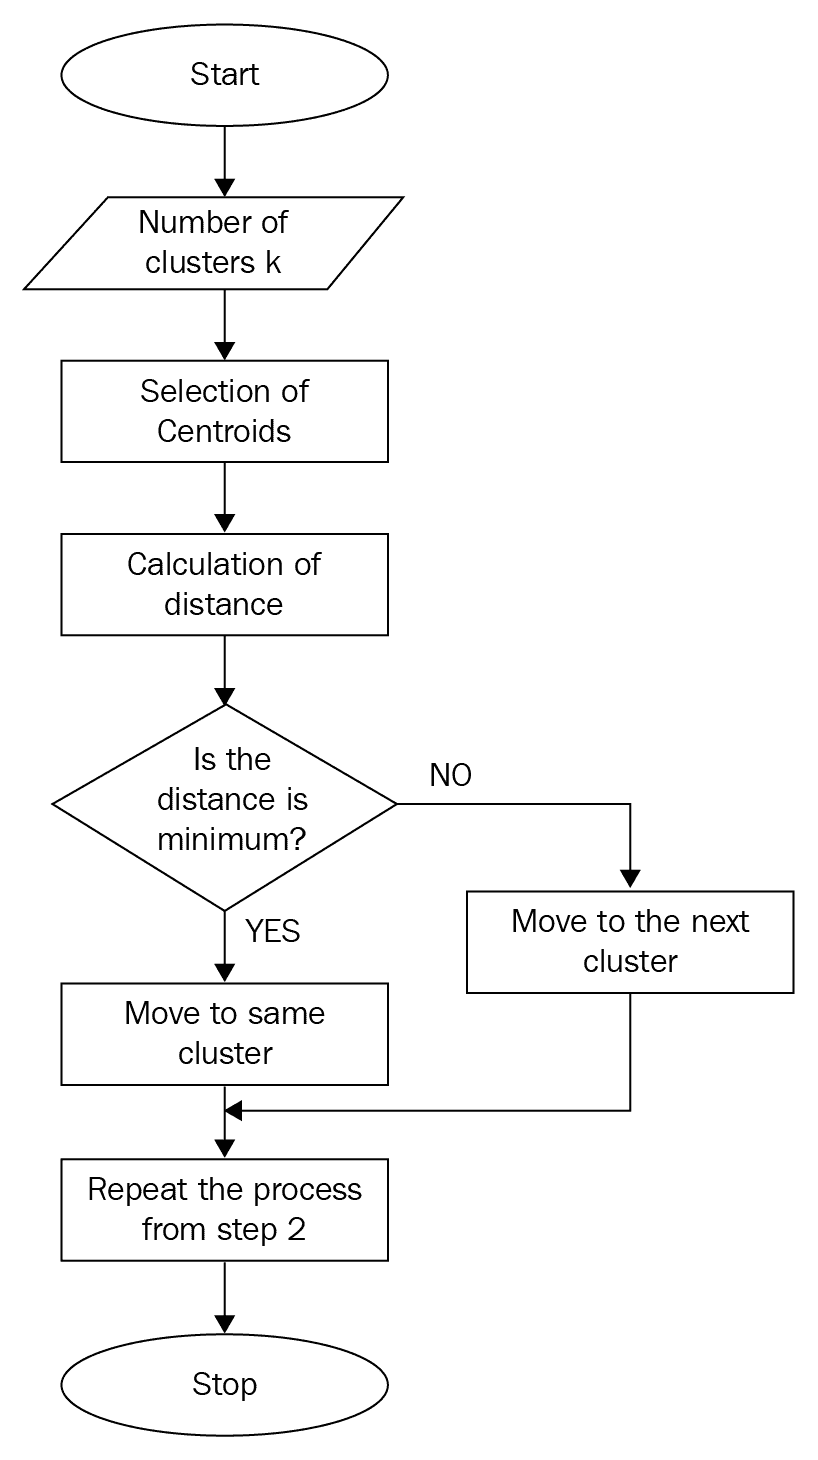 Start
Number of
clusters k
Selection of
Centroids
Calculation of
distance
Is the
distance is
minimum?
NO
YES
Move to the next
cluster
Move to same
cluster
Repeat the process
from step 2
Stop